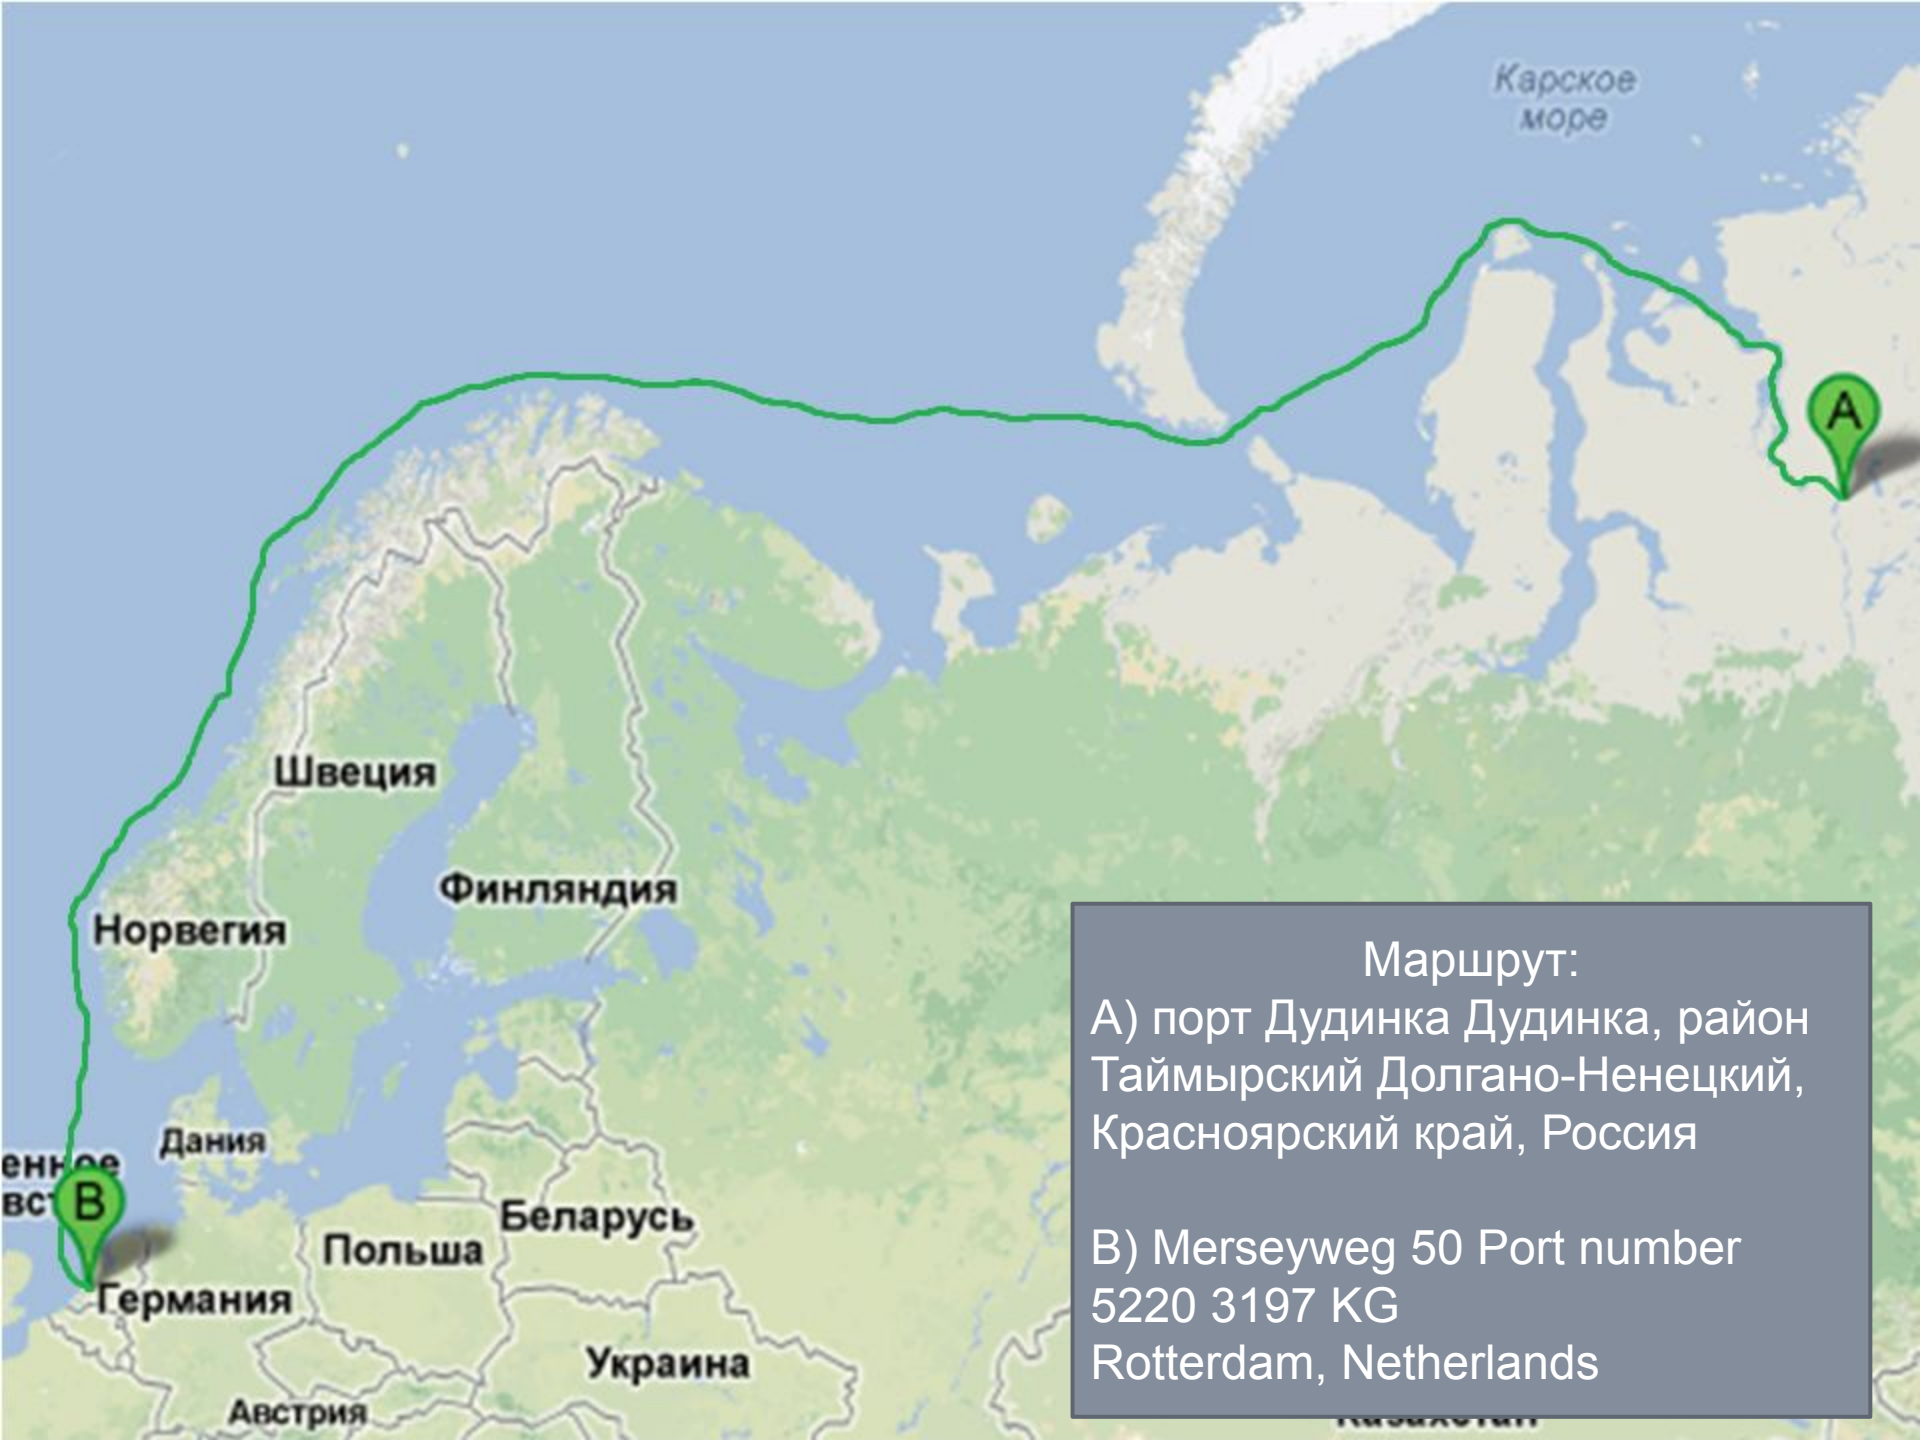 Карское
море
A
Швеция
Финляндия
Норвегия
Дания
B
Беларусь
Польша
Германия
Украина
Австрия
Маршрут:
А) порт Дудинка Дудинка, район
Таймырский Долгано-Ненецкий,
Красноярский край, Россия
B) Merseyweg 50 Port number
5220 3197 KG
Rotterdam, Netherlands